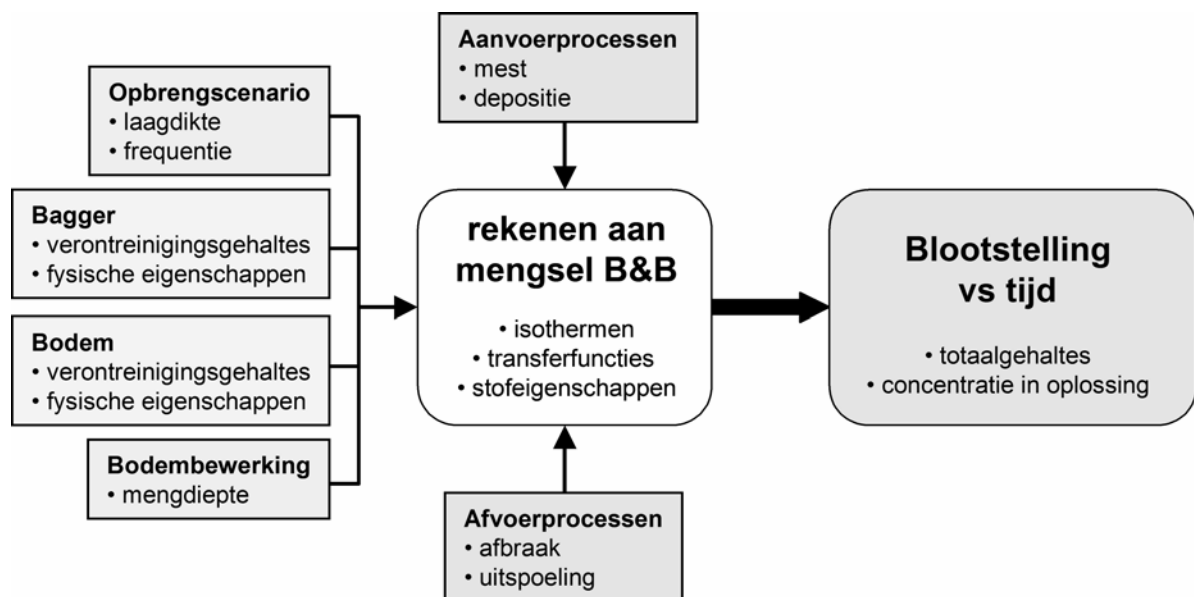 Opbrengscenario
• laagdikte
• frequentie
Bagger
• verontreinigingsgehaltes
• fysische eigenschappen
Bodem
• verontreinigingsgehaltes
• fysische eigenschappen
Bodembewerking
• mengdiepte
Aanvoerprocessen
• mest
• depositie
rekenen aan
mengsel B&B
• isothermen
• transferfuncties
• stofeigenschappen
Afvoerprocessen
• afbraak
• uitspoeling
Blootstelling
vs tijd
• totaalgehaltes
• concentratie in oplossing